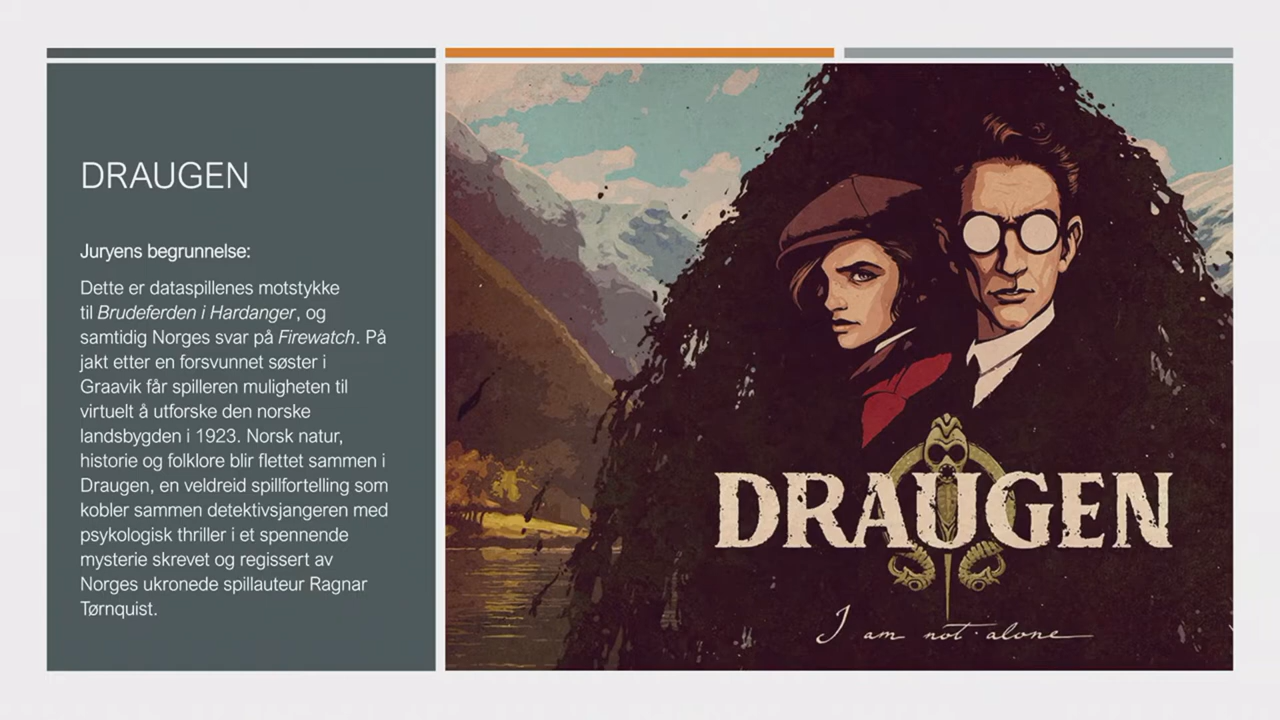 DRAUGEN
Juryens begrunnelse:
Dette er dataspillenes motstykke
til Brudeferden i Hardanger, og
samtidig Norges svar på Firewatch. På
jakt etter en forsvunnet søster i
Graavik får spilleren muligheten til
virtuelt å utforske den norske
landsbygden i 1923. Norsk natur,
historie og folklore blir flettet sammen i
Draugen, en veldreid spillfortelling som
kobler sammen detektivsjangeren med
psykologisk thriller i et spennende
mysterie skrevet og regissert av
Norges ukronede spillauteur Ragnar
Tørnquist.
DRAUGEN
I am not alone